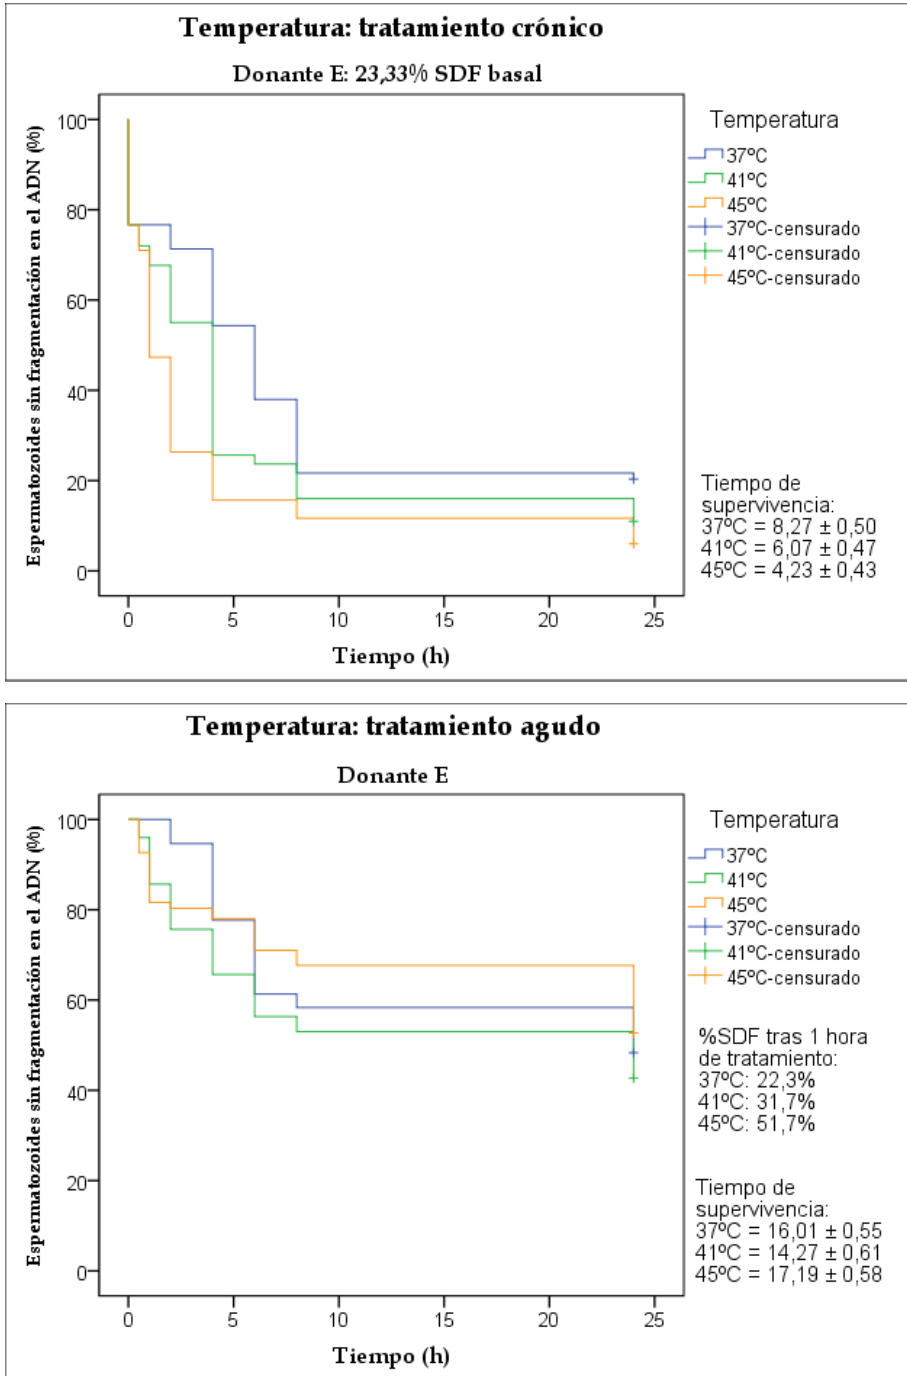 Temperatura: tratamiento crónico
Donante E: 23,33% SDF basal
Espermatozoides sin fragmentación en el ADN (%)
100
80
60
40
20
0
0
5
10
15
20
25
Tiempo (h)
Temperatura
37ºC
41ºC
45ºC
37ºC-censurado
41ºC-censurado
45ºC-censurado
Tiempo de
supervivencia:
37ºC = 8,27 ± 0,50
41ºC = 6,07 ± 0,47
45ºC = 4,23 ± 0,43
Temperatura: tratamiento agudo
Donante E
Espermatozoides sin fragmentación en el ADN (%)
100
80
60
40
20
0
0
5
10
15
20
25
Tiempo (h)
Temperatura
37ºC
41ºC
45ºC
37ºC-censurado
41ºC-censurado
45ºC-censurado
%SDF tras 1 hora
de tratamiento:
37ºC: 22,3%
41ºC: 31,7%
45ºC: 51,7%
Tiempo de
supervivencia:
37ºC = 16,01 ± 0,55
41ºC = 14,27 ± 0,61
45ºC = 17,19 ± 0,58